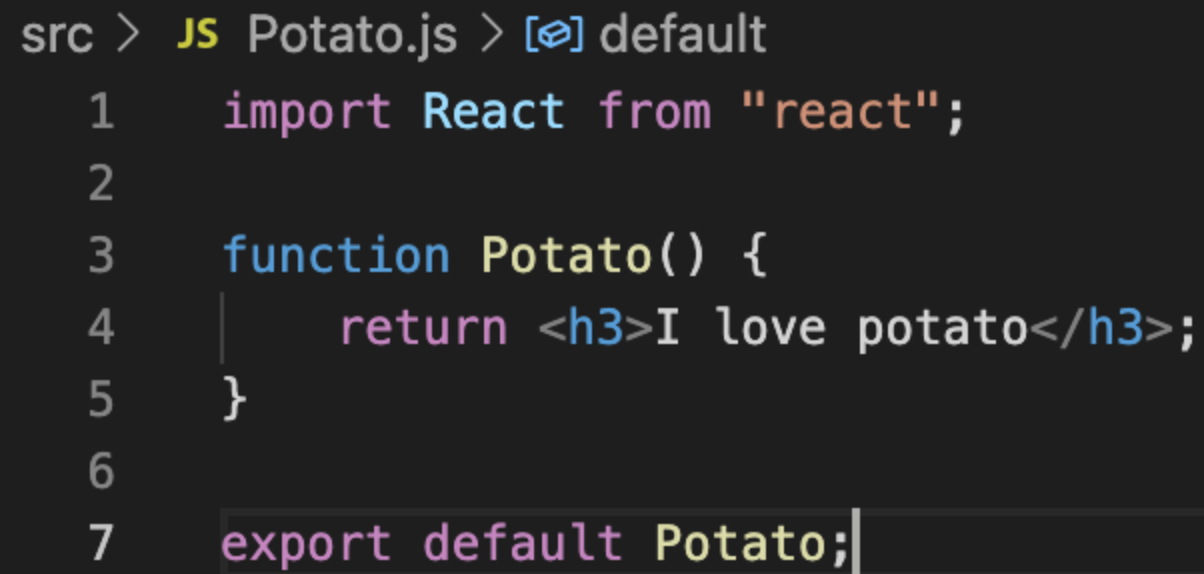 src > JS Potato.js > default
1 import React from "react";
2
3 function Potato() {
4     return <h3>I love potato</h3>;
5 }
6
7 export default Potato;